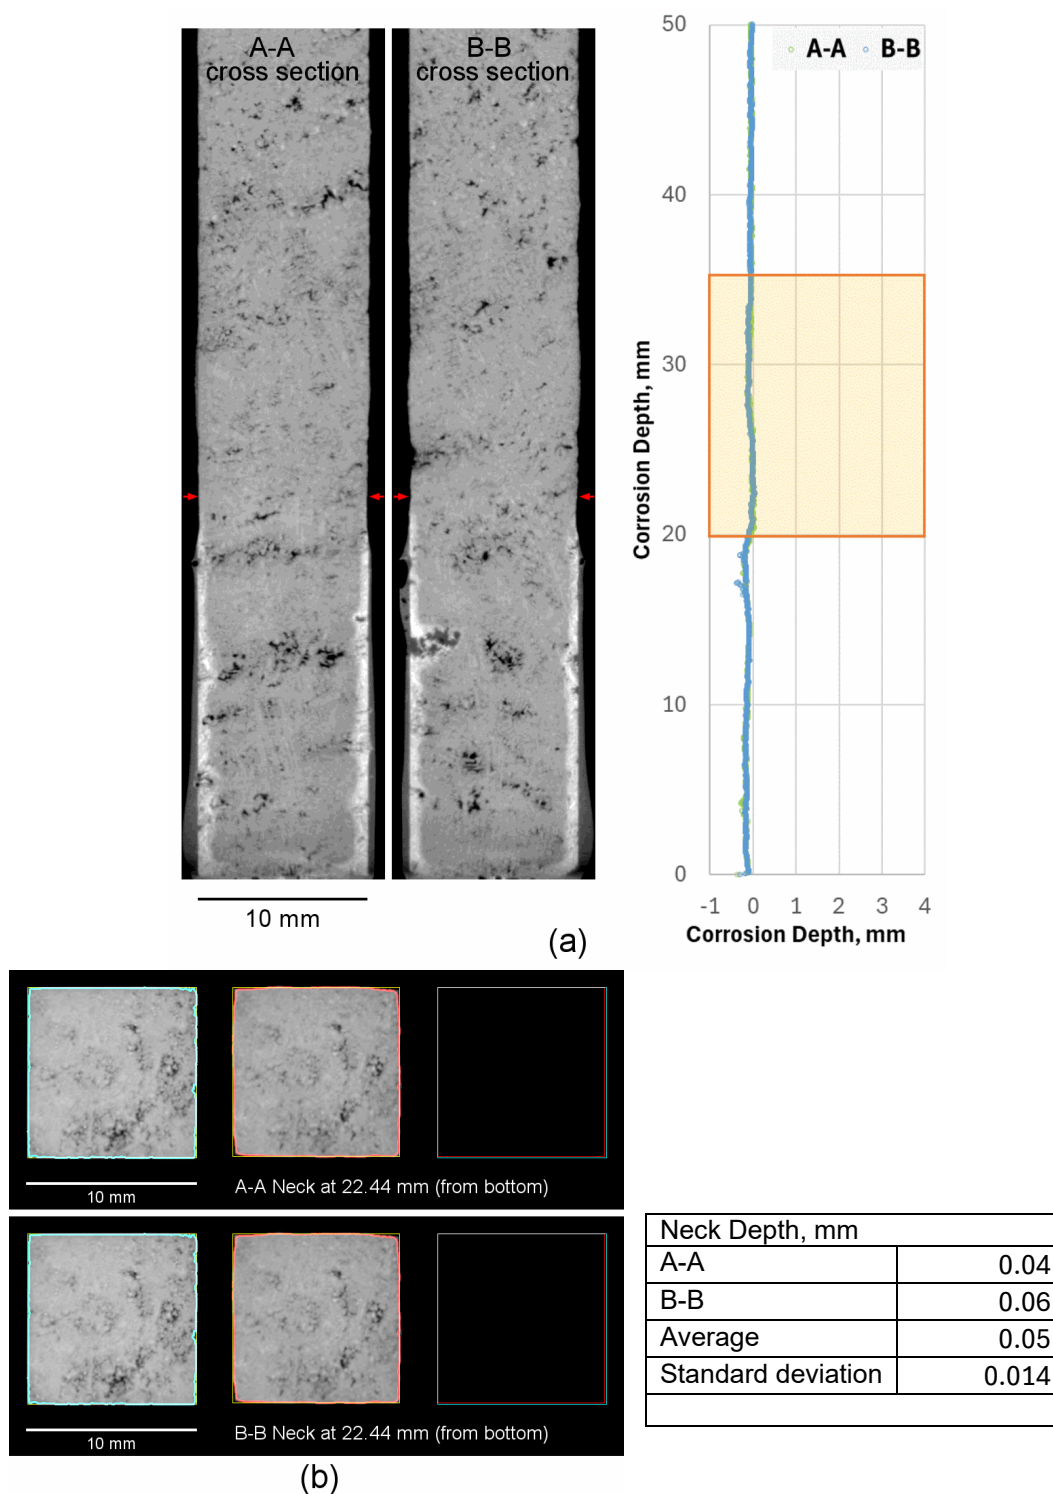 A-A
cross section
B-B
cross section
10 mm
(a)
A-A B-B
50
40
30
20
10
0
-1 0 1 2 3 4
Corrosion Depth, mm
Corrosion Depth, mm
10 mm
A-A Neck at 22.44 mm (from bottom)
10 mm
B-B Neck at 22.44 mm (from bottom)
(b)
Neck Depth, mm
A-A 0.04
B-B 0.06
Average 0.05
Standard deviation 0.014